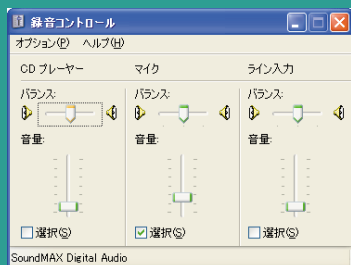 録音コントロール
オプション(P) ヘルプ(H)
CD プレーヤー マイク ライン入力
バランス: バランス: バランス:
音量: 音量: 音量:
選択(S) 選択(S) 選択(S)
SoundMAX Digital Audio